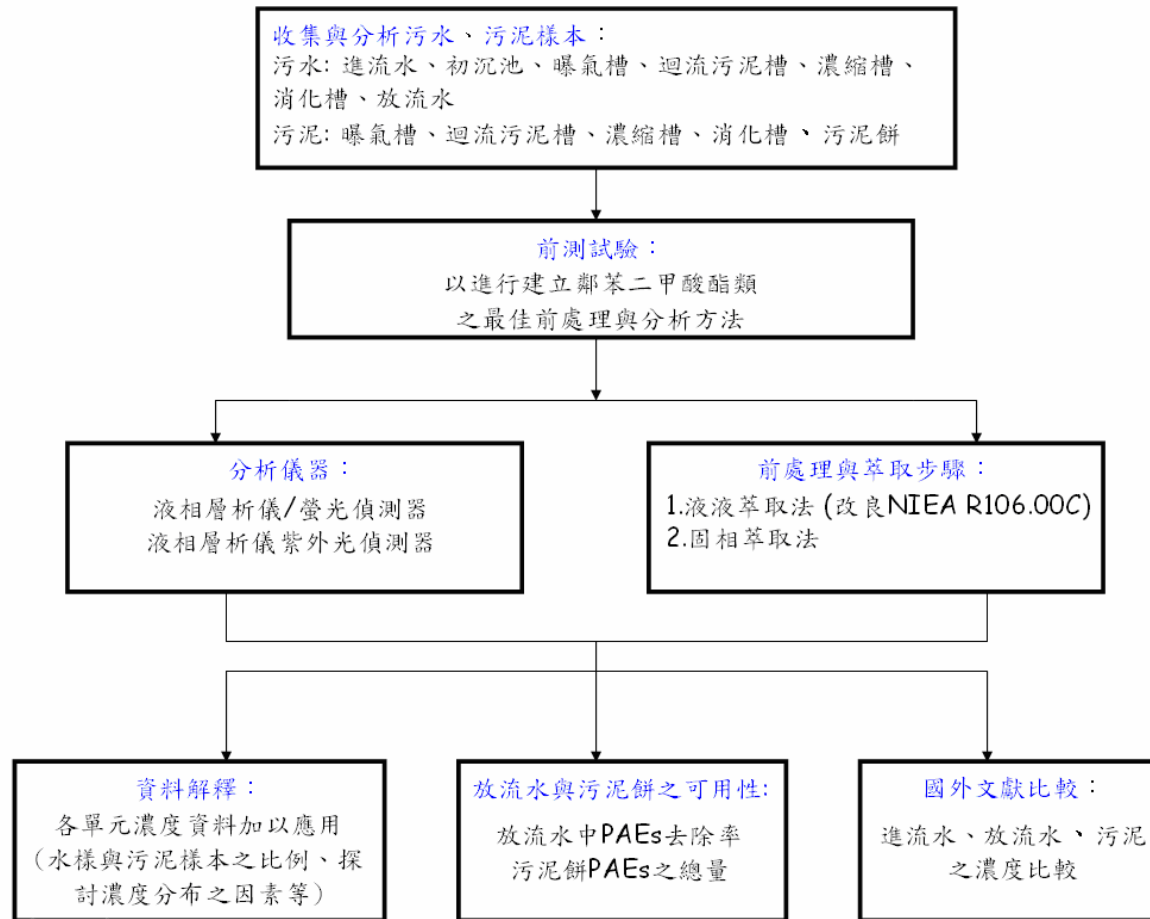 收集與分析污水、污泥樣本：
污水: 進流水、初沉池、曝氣槽、迴流污泥槽、濃縮槽、
消化槽、放流水
污泥: 曝氣槽、迴流污泥槽、濃縮槽、消化槽、污泥餅
前測試驗：
以進行建立鄰苯二甲酸酯類
之最佳前處理與分析方法
分析儀器：
液相層析儀/螢光偵測器
液相層析儀紫外光偵測器
前處理與萃取步驟：
1.液液萃取法 (改良NIEA R106.00C)
2.固相萃取法
資料解釋：
各單元濃度資料加以應用
（水樣與污泥樣本之比例、探
討濃度分布之因素等）
放流水與污泥餅之可用性:
放流水中PAEs去除率
污泥餅PAEs之總量
國外文獻比較：
進流水、放流水、污泥
之濃度比較